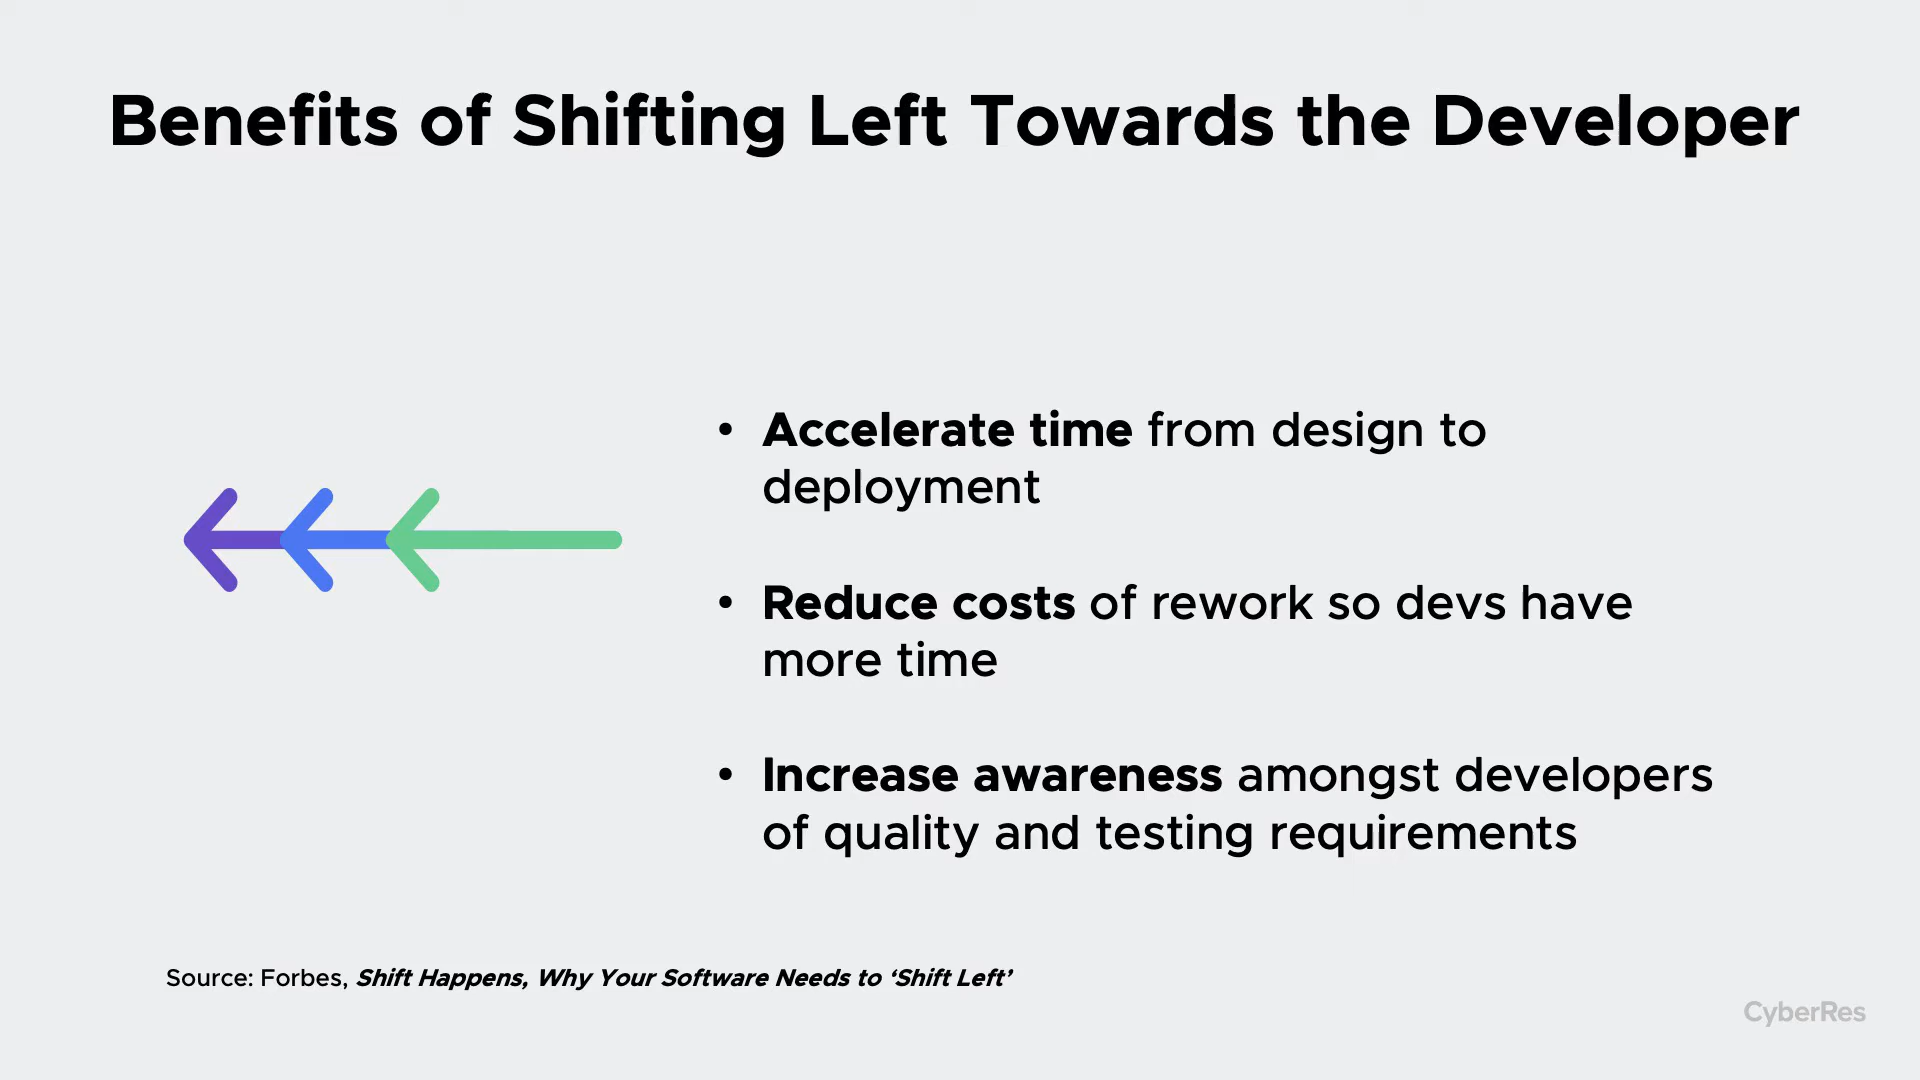 Benefits of Shifting Left Towards the Developer
• Accelerate time from design to
deployment
• Reduce costs of rework so devs have
more time
• Increase awareness amongst developers
of quality and testing requirements
Source: Forbes, Shift Happens, Why Your Software Needs to ‘Shift Left’
CyberRes